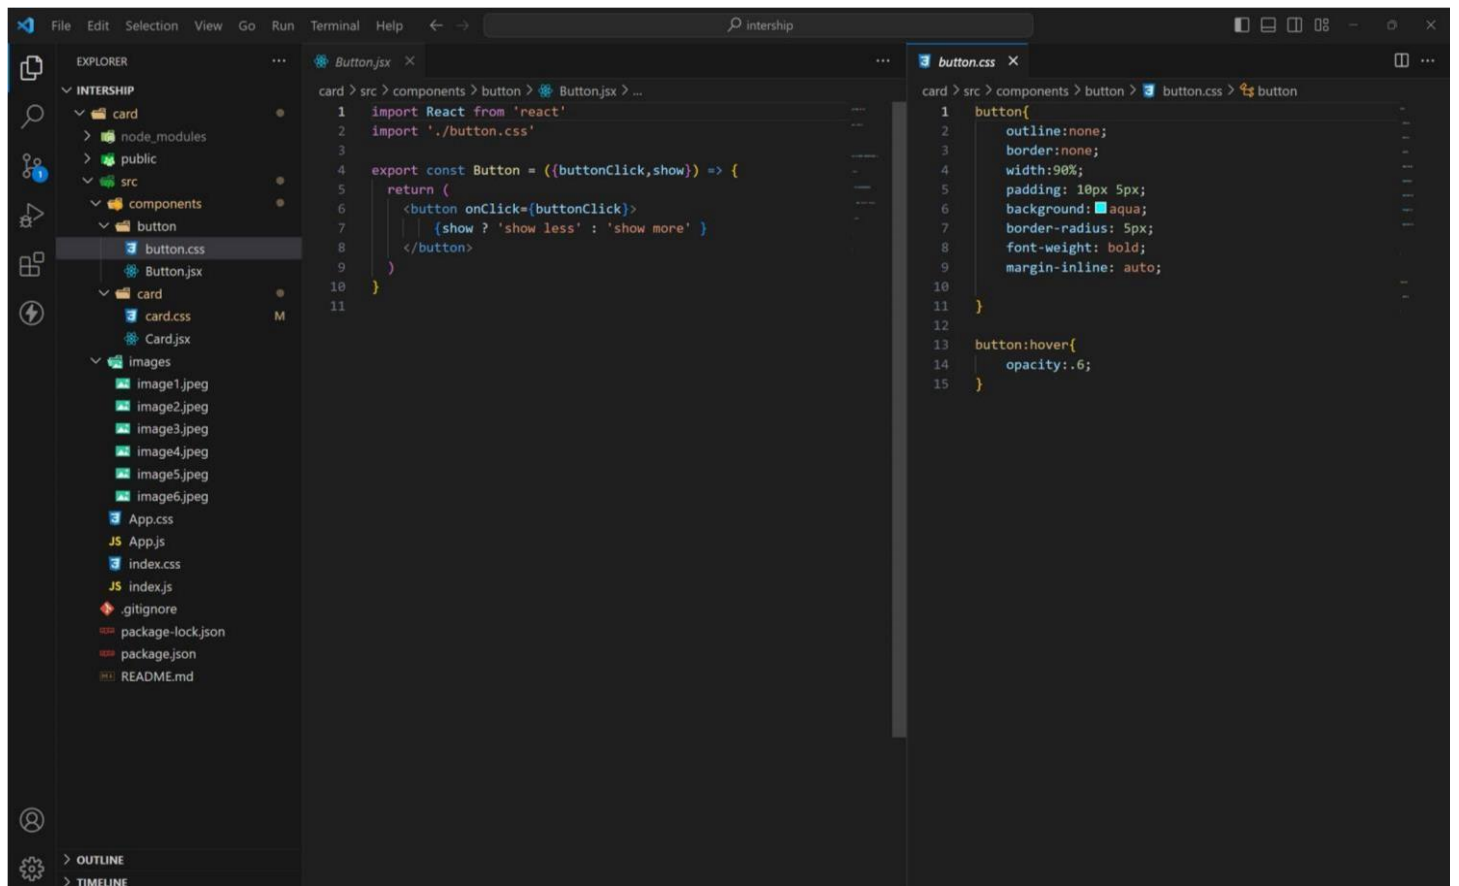 File Edit Selection View Go Run Terminal Help intership
EXPLORER
INTERSHIP
card
node_modules
public
src
components
button
button.css
Button.jsx
card
card.css M
Card.jsx
images
image1.jpeg
image2.jpeg
image3.jpeg
image4.jpeg
image5.jpeg
image6.jpeg
App.css
JS App.js
index.css
JS index.js
.gitignore
package-lock.json
package.json
README.md
OUTLINE
TIMELINE
1
Button.jsx
card > src > components > button > Button.jsx > ...
1 import React from 'react'
2 import './button.css'
3
4 export const Button = ({buttonClick,show}) => {
5 return (
6 <button onClick={buttonClick}>
7 {show ? 'show less' : 'show more' }
8 </button>
9 )
10 }
11
button.css
card > src > components > button > button.css > button
1 button{
2 outline:none;
3 border:none;
4 width:90%;
5 padding: 10px 5px;
6 background: aqua;
7 border-radius: 5px;
8 font-weight: bold;
9 margin-inline: auto;
10
11 }
12
13 button:hover{
14 opacity:.6;
15 }